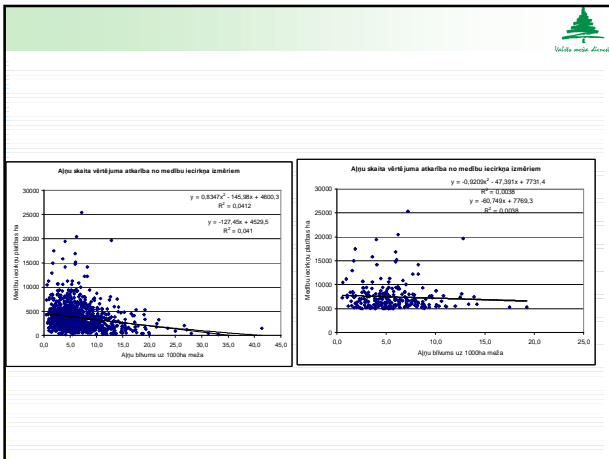 Valsts meža dienests
Aļņu skaita vērtējuma atkarība no medību iecirkņa izmēriem
y = 0,8347x² - 145,98x + 4600,3
R² = 0,0412
y = -127,45x + 4529,5
R² = 0,041
Medību iecirkņu platības ha
30000
25000
20000
15000
10000
5000
0
0,0 5,0 10,0 15,0 20,0 25,0 30,0 35,0 40,0 45,0
Aļņu blīvums uz 1000ha meža
Aļņu skaita vērtējuma atkarība no medību iecirkņa izmēriem
y = -0,9209x² - 47,391x + 7731,4
R² = 0,0038
y = -60,749x + 7769,3
R² = 0,0038
Medību iecirkņu platības ha
30000
25000
20000
15000
10000
5000
0
0,0 5,0 10,0 15,0 20,0 25,0
Aļņu blīvums uz 1000ha meža